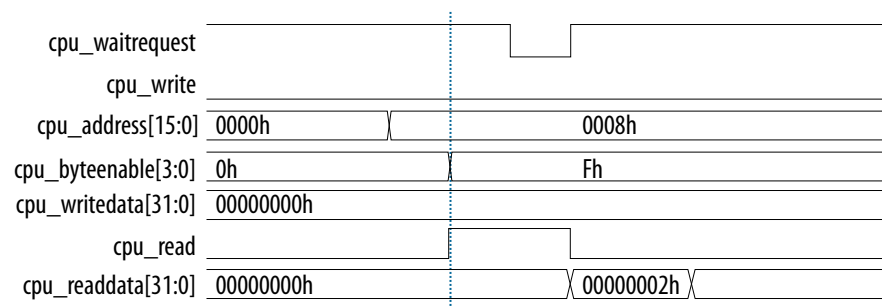 cpu_waitrequest
cpu_write
cpu_address[15:0] 0000h 0008h
cpu_byteenable[3:0] 0h Fh
cpu_writedata[31:0] 00000000h
cpu_read
cpu_readdata[31:0] 00000000h 00000002h